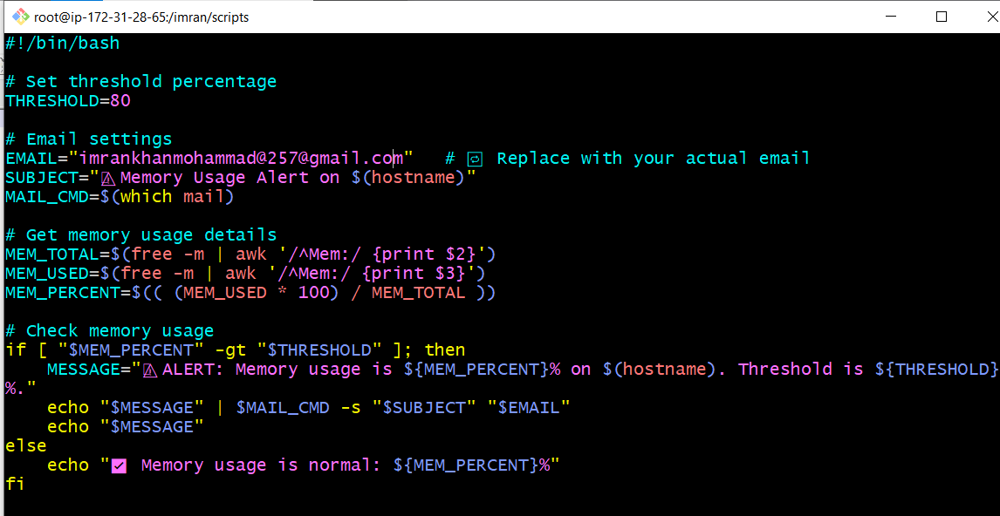 root@ip-172-31-28-65:/imran/scripts
#!/bin/bash
# Set threshold percentage
THRESHOLD=80
# Email settings
EMAIL="imrankhanmohammad@257@gmail.com"   # 🔁 Replace with your actual email
SUBJECT="⚠ Memory Usage Alert on $(hostname)"
MAIL_CMD=$(which mail)
# Get memory usage details
MEM_TOTAL=$(free -m | awk '/^Mem:/ {print $2}')
MEM_USED=$(free -m | awk '/^Mem:/ {print $3}')
MEM_PERCENT=$(( (MEM_USED * 100) / MEM_TOTAL ))
# Check memory usage
if [ "$MEM_PERCENT" -gt "$THRESHOLD" ]; then
    MESSAGE="⚠ ALERT: Memory usage is ${MEM_PERCENT}% on $(hostname). Threshold is ${THRESHOLD}
%."
    echo "$MESSAGE" | $MAIL_CMD -s "$SUBJECT" "$EMAIL"
    echo "$MESSAGE"
else
    echo "✅ Memory usage is normal: ${MEM_PERCENT}%"
fi